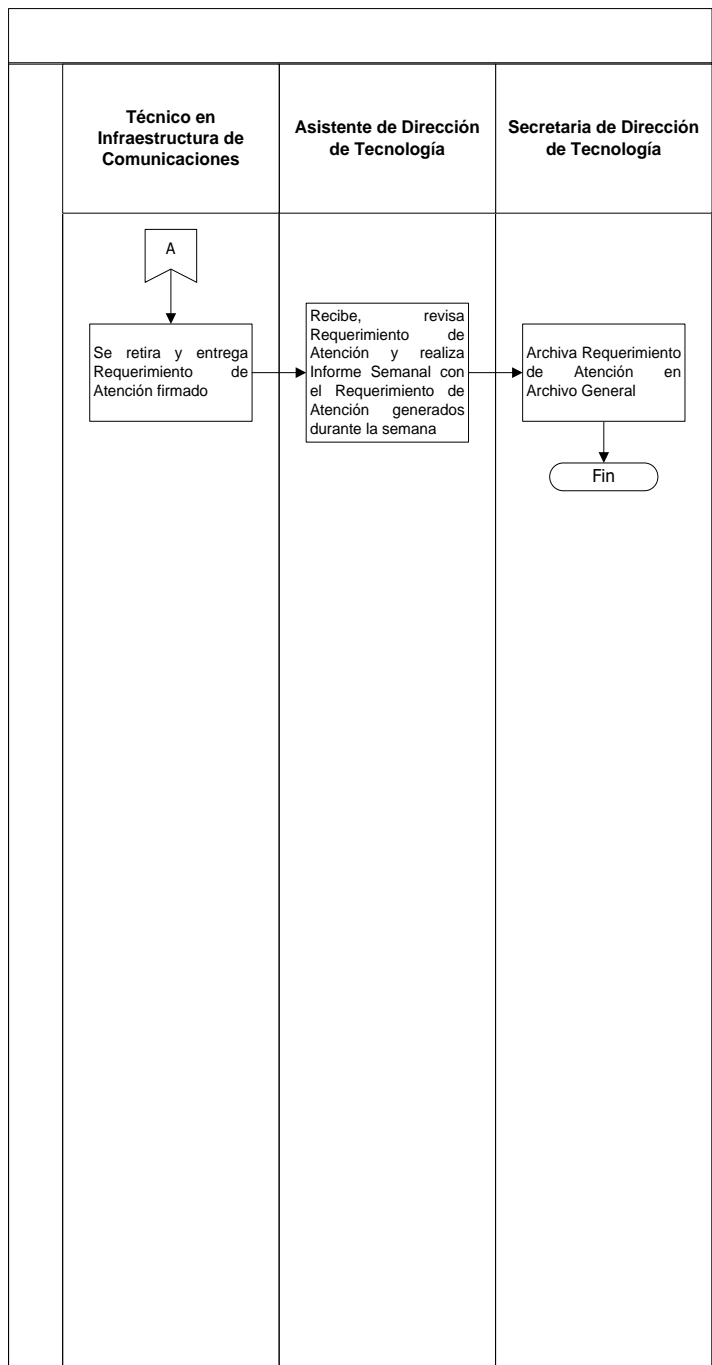 Técnico en
Infraestructura de
Comunicaciones
Asistente de Dirección
de Tecnología
Secretaria de Dirección
de Tecnología
A
Se retira y entrega
Requerimiento de
Atención firmado
Recibe, revisa
Requerimiento de
Atención y realiza
Informe Semanal con
el Requerimiento de
Atención generados
durante la semana
Archiva Requerimiento
de Atención en
Archivo General
Fin